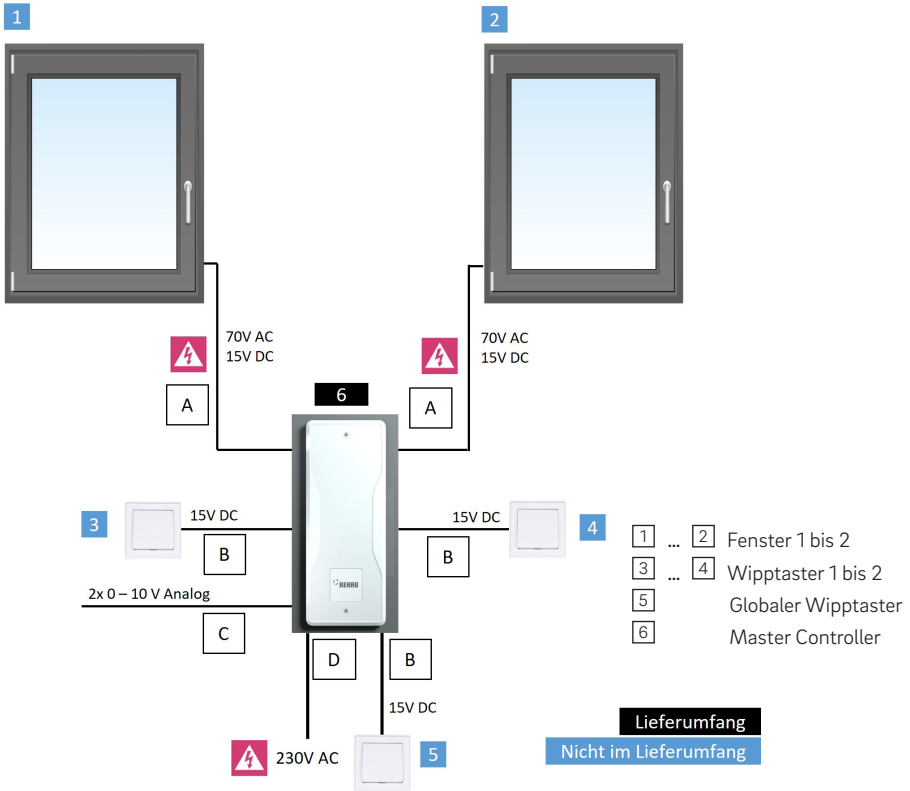 1
2
70V AC
15V DC
70V AC
15V DC
A
A
6
3
15V DC
B
15V DC
B
4
REHAU
2x 0 – 10 V Analog
C
D
B
15V DC
230V AC
5
1 ... 2 Fenster 1 bis 2
3 ... 4 Wipptaster 1 bis 2
5 Globaler Wipptaster
6 Master Controller
Lieferumfang
Nicht im Lieferumfang